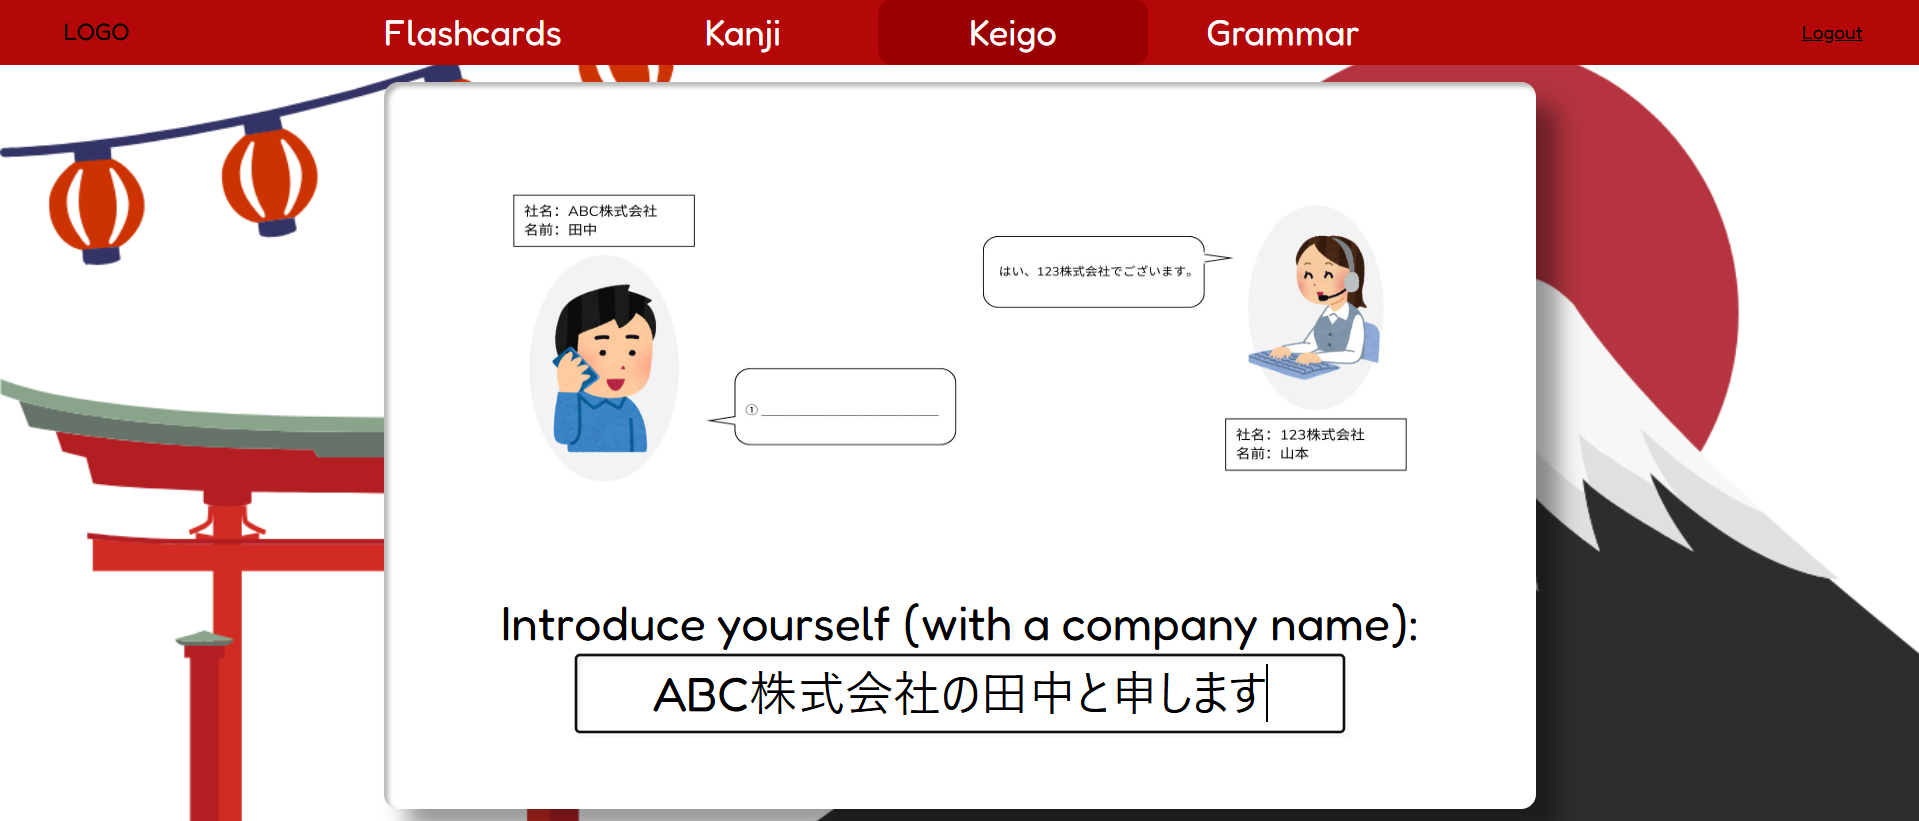 LOGO
Flashcards
Kanji
Keigo
Grammar
Logout
社名：ABC株式会社
名前：田中
はい、123株式会社でございます。
①
社名：123株式会社
名前：山本
Introduce yourself (with a company name):
ABC株式会社の田中と申します